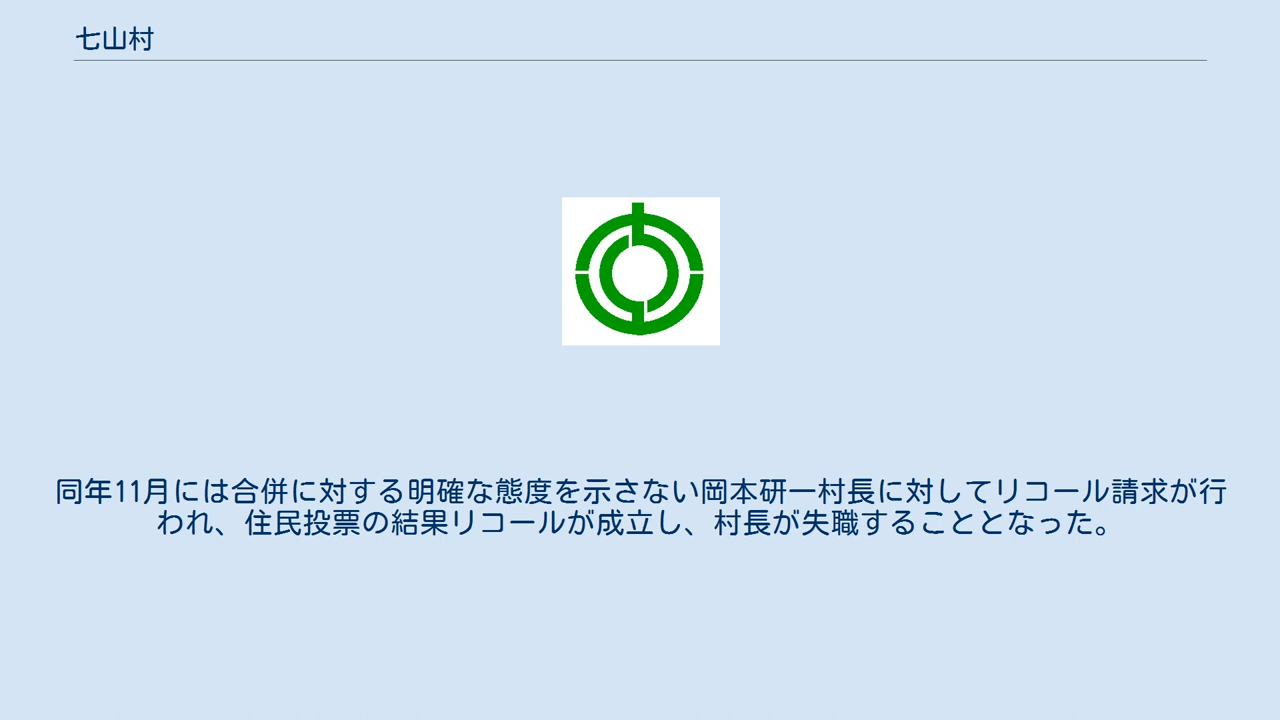 七山村
同年11月には合併に対する明確な態度を示さない岡本研一村長に対してリコール請求が行
われ、住民投票の結果リコールが成立し、村長が失職することとなった。